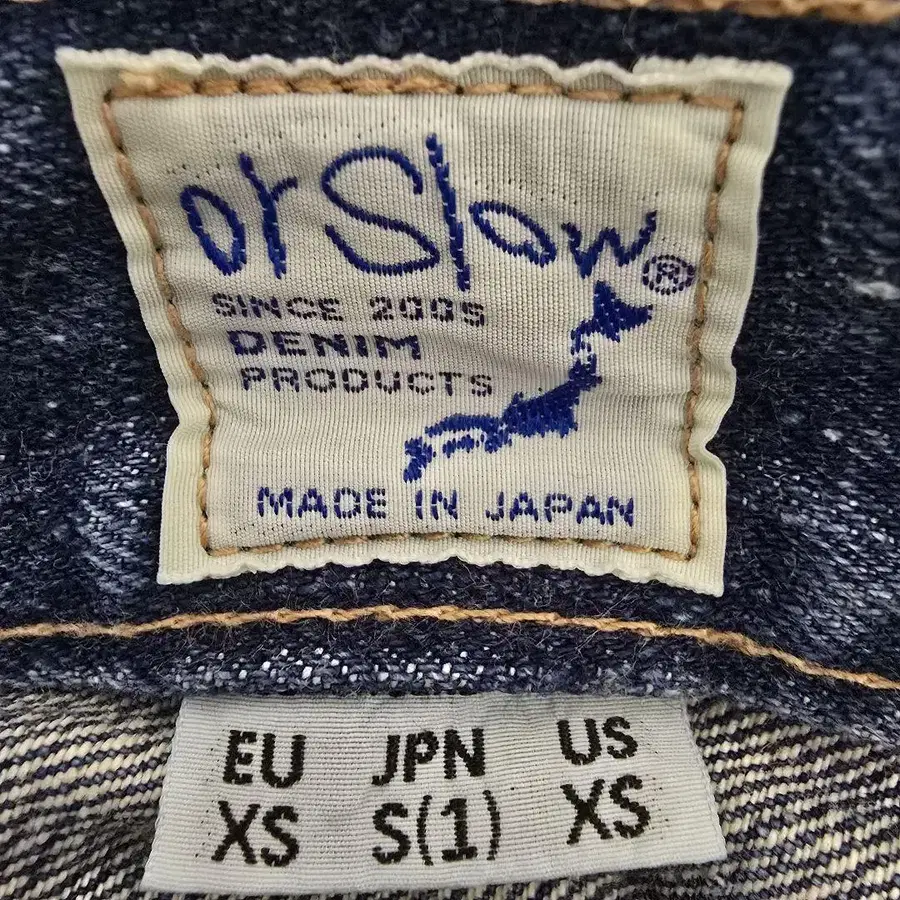 orSlow®
SINCE 2005
DENIM
PRODUCTS
MADE IN JAPAN
EU JPN US
XS S(1) XS